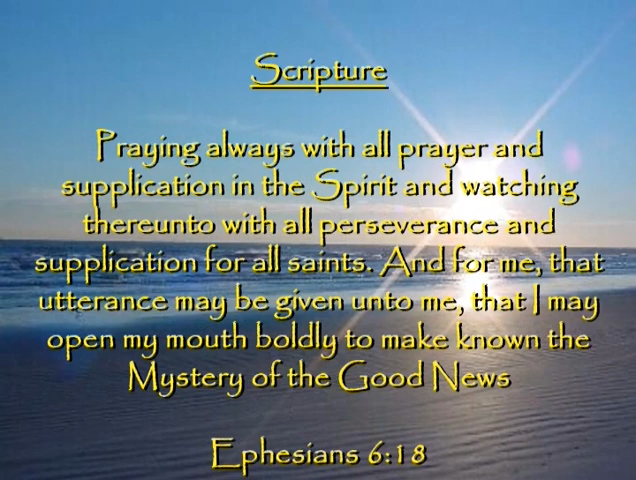 Scripture
Praying always with all prayer and
supplication in the Spirit and watching
thereunto with all perseverance and
supplication for all saints. And for me, that
utterance may be given unto me, that I may
open my mouth boldly to make known the
Mystery of the Good News
Ephesians 6:18